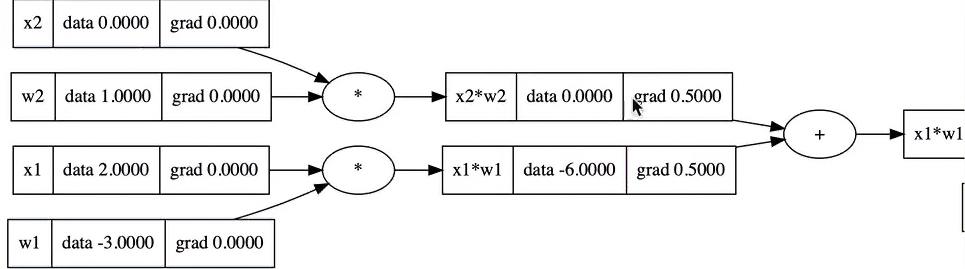 x2 data 0.0000 grad 0.0000
w2 data 1.0000 grad 0.0000
*
x2*w2 data 0.0000 grad 0.5000
+
x1*w1
x1 data 2.0000 grad 0.0000
*
x1*w1 data -6.0000 grad 0.5000
w1 data -3.0000 grad 0.0000